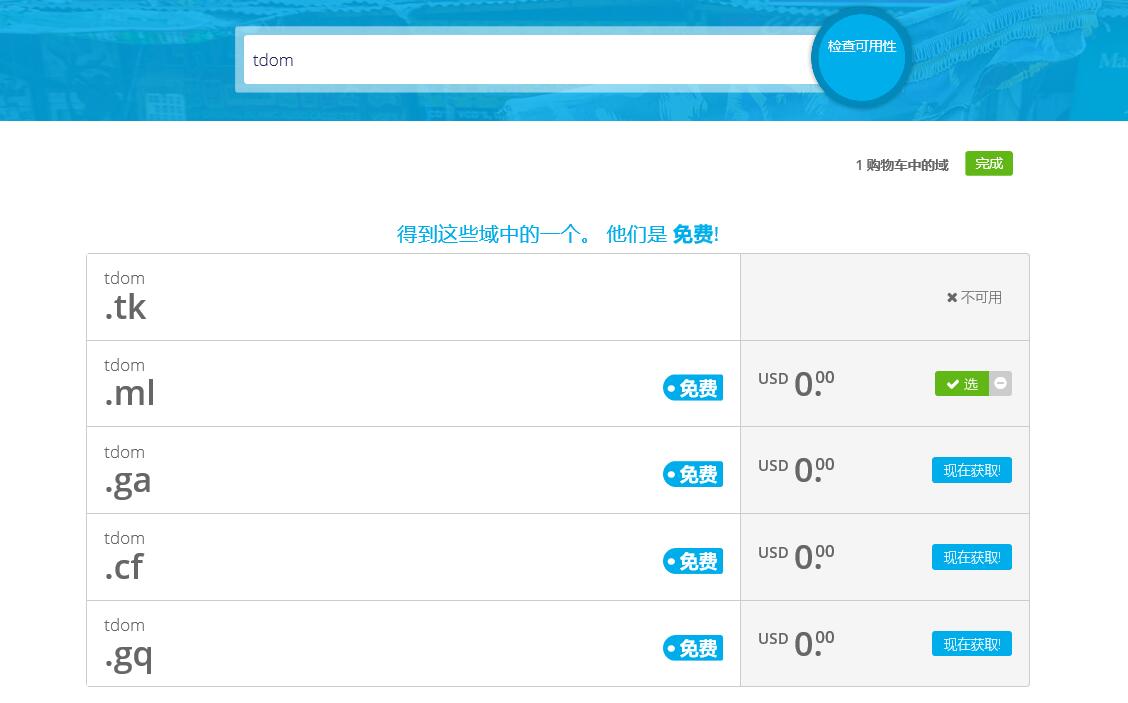 tdom
检查可用性
Ma
1 购物车中的域 完成
得到这些域中的一个。 他们是 免费!
tdom
.tk
不可用
tdom
.ml
免费
USD 0.00
选
tdom
.ga
免费
USD 0.00
现在获取!
tdom
.cf
免费
USD 0.00
现在获取!
tdom
.gq
免费
USD 0.00
现在获取!